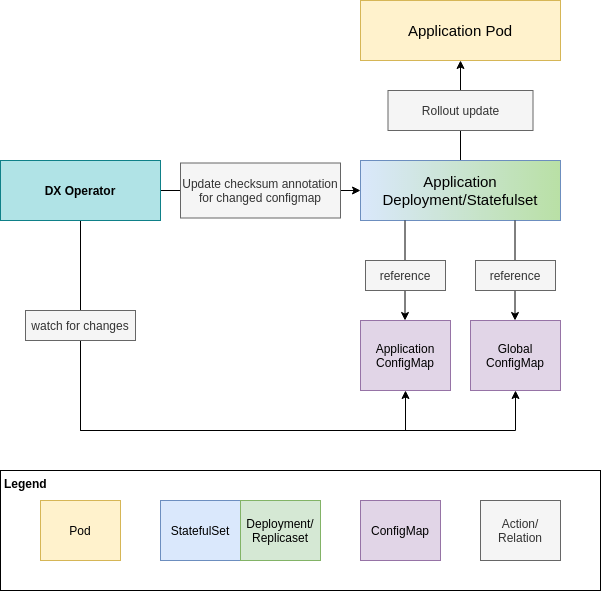 Application Pod
Rollout update
DX Operator
Update checksum annotation
for changed configmap
Application
Deployment/Statefulset
reference
reference
watch for changes
Application
ConfigMap
Global
ConfigMap
Legend
Pod
StatefulSet
Deployment/
Replicaset
ConfigMap
Action/
Relation